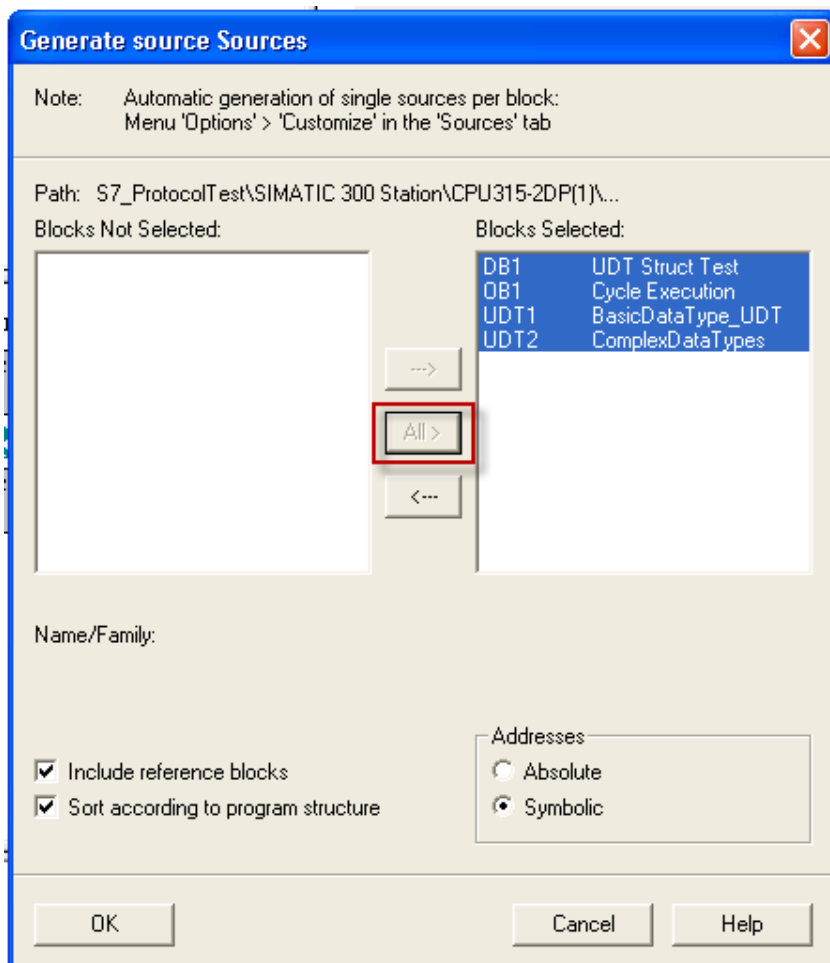 Generate source Sources
Note: Automatic generation of single sources per block:
Menu 'Options' > 'Customize' in the 'Sources' tab
Path: S7_ProtocolTest\SIMATIC 300 Station\CPU315-2DP(1)\...
Blocks Not Selected:
Blocks Selected:
DB1 UDT Struct Test
OB1 Cycle Execution
UDT1 BasicDataType_UDT
UDT2 ComplexDataTypes
--->
All >
<---
Name/Family:
Include reference blocks
Sort according to program structure
Addresses
Absolute
Symbolic
OK
Cancel
Help